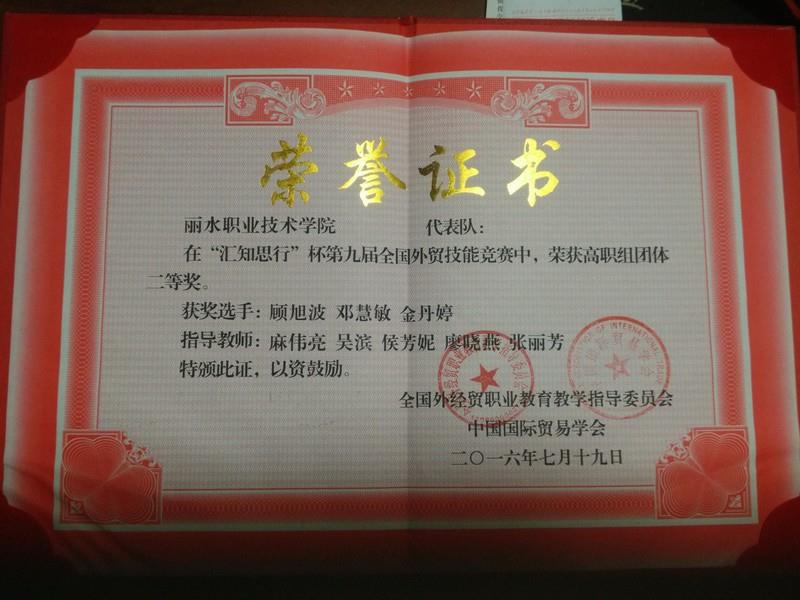 荣誉证书
丽水职业技术学院 代表队：
在“汇知思行”杯第九届全国外贸技能竞赛中，荣获高职组团体
二等奖。
获奖选手：顾旭波 邓慧敏 金丹婷
指导教师：麻伟亮 吴滨 侯芳妮 廖晓燕 张丽芳
特颁此证，以资鼓励。
全国外经贸职业教育教学指导委员会
中国国际贸易学会
二〇一六年七月十九日